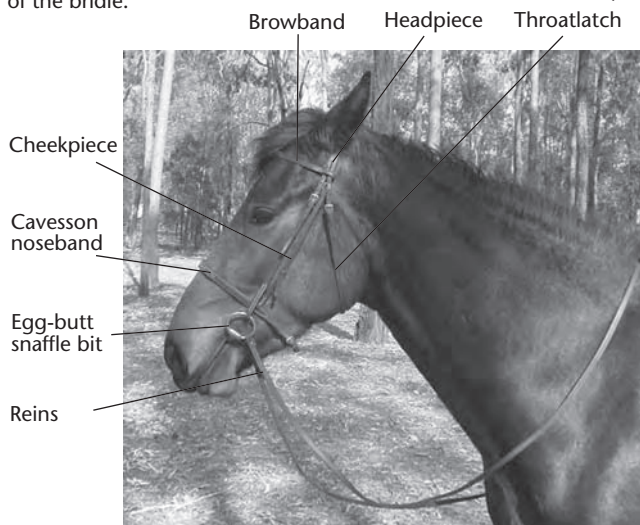 of the bridle.
Browband
Headpiece
Throatlatch
Cheekpiece
Cavesson
noseband
Egg-butt
snaffle bit
Reins